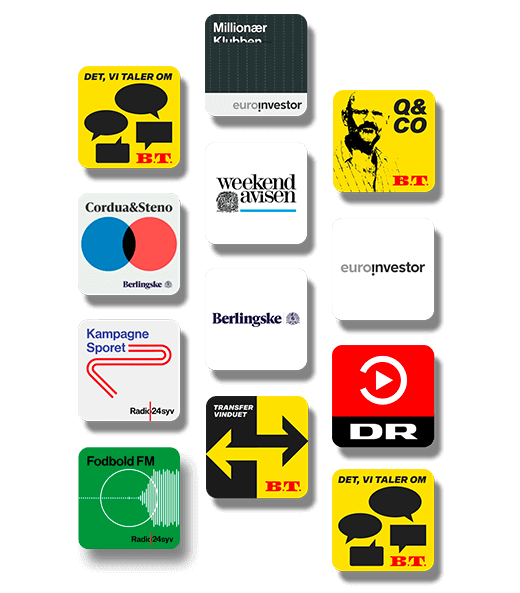 DET, VI TALER OM
B.T.
Cordua&Steno
Berlingske
Kampagne
Sporet
Radio24syv
Fodbold FM
Radio24syv
Millionær
Klubben
euroinvestor
weekend
avisen
Berlingske
TRANSFER
VINDUET
B.T.
Q&
CO
B.T.
euroinvestor
DR
DET, VI TALER OM
B.T.